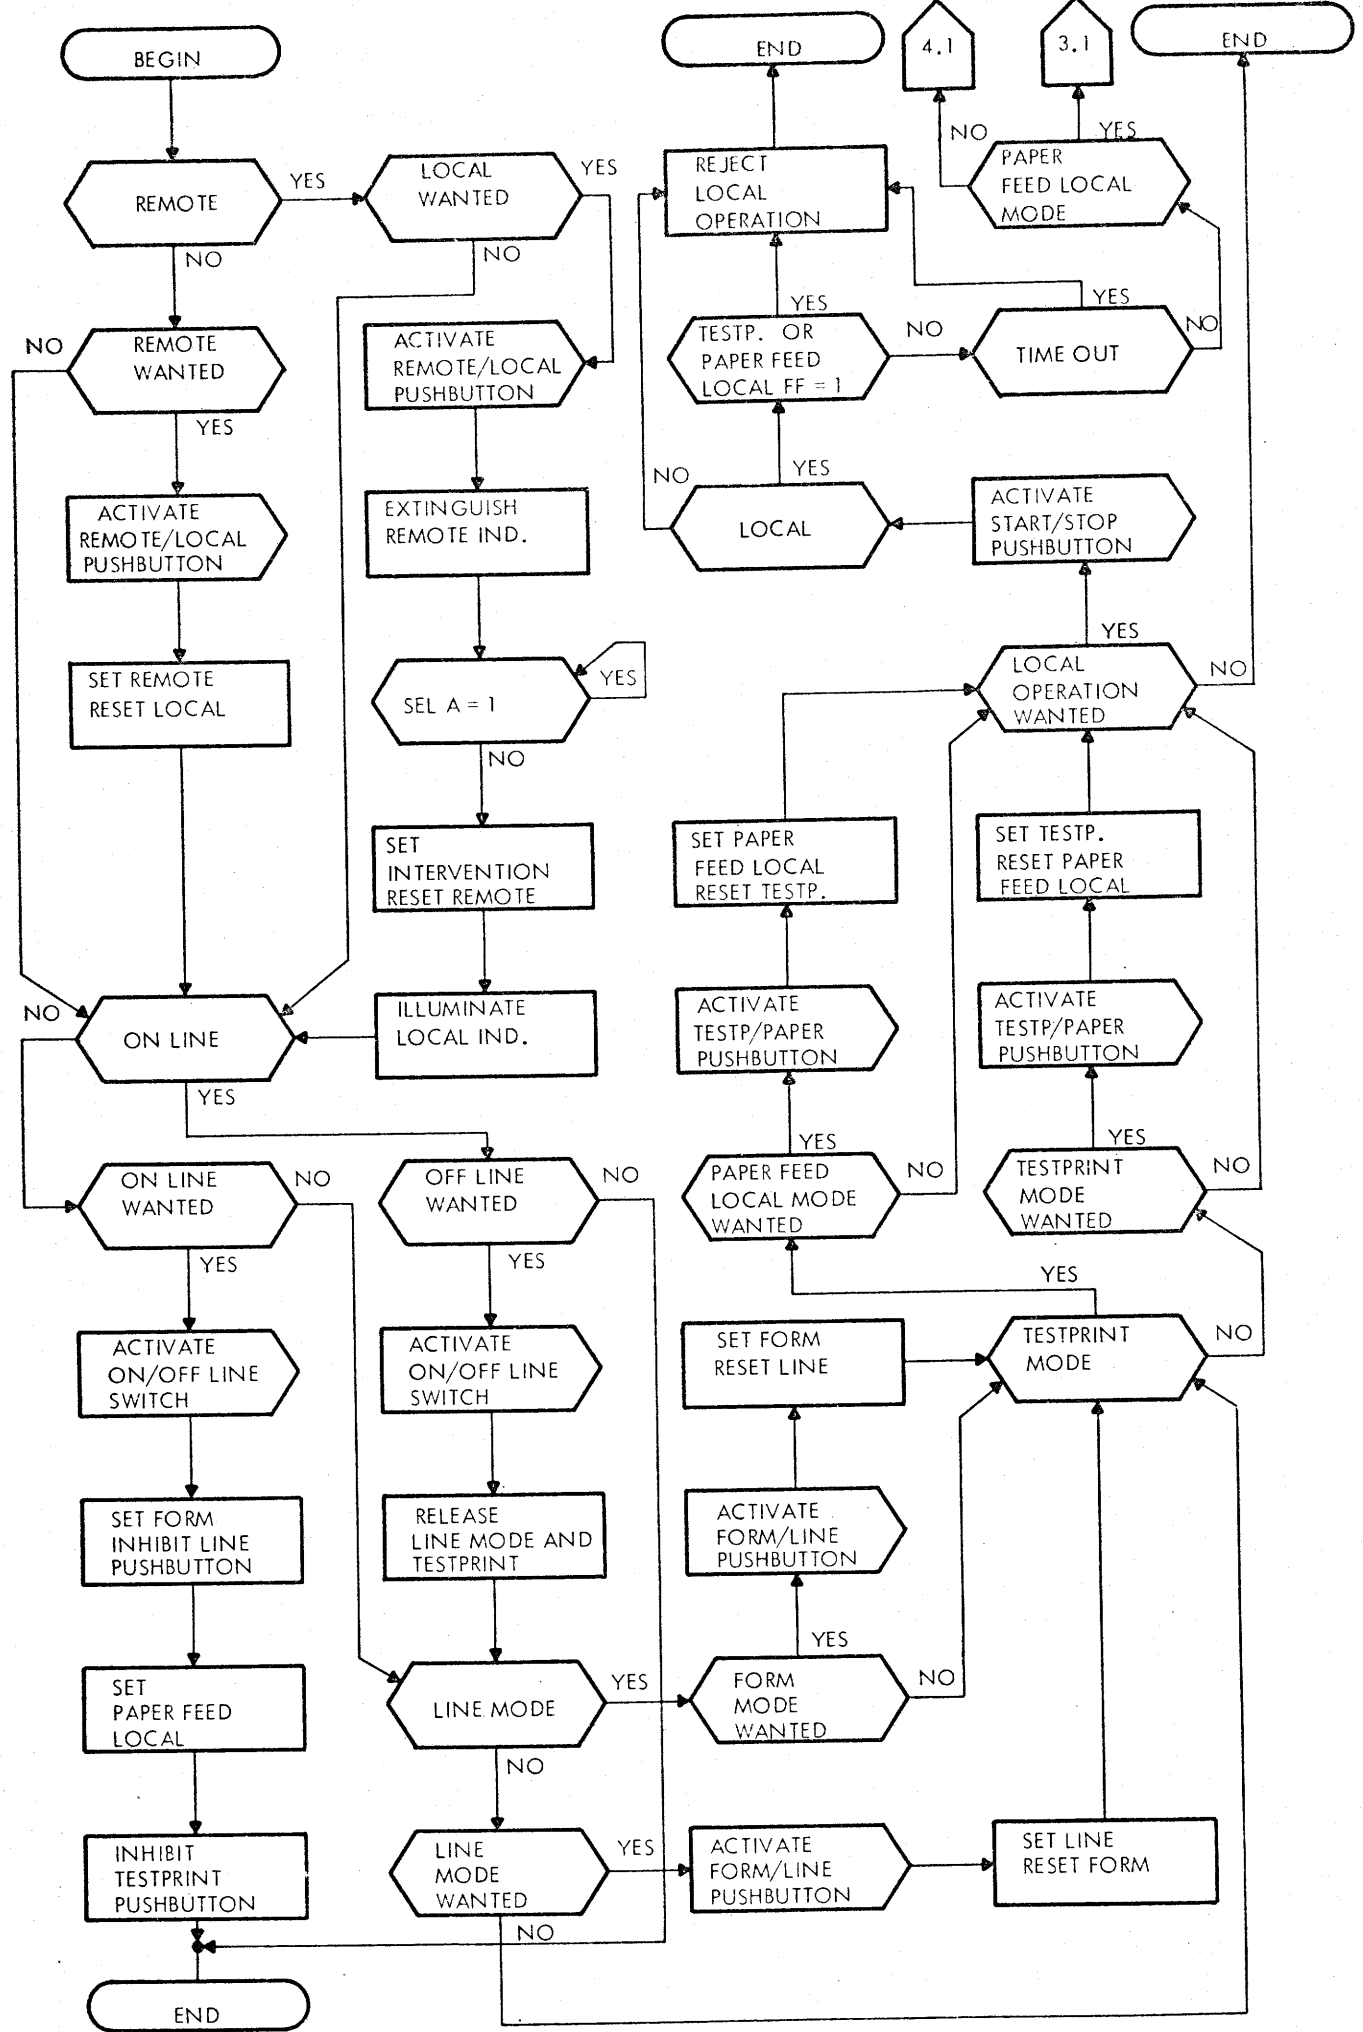 BEGIN
REMOTE
YES
NO
REMOTE
WANTED
NO
YES
ACTIVATE
REMOTE/LOCAL
PUSHBUTTON
SET REMOTE
RESET LOCAL
NO
ON LINE
YES
ON LINE
WANTED
NO
YES
ACTIVATE
ON/OFF LINE
SWITCH
SET FORM
INHIBIT LINE
PUSHBUTTON
SET
PAPER FEED
LOCAL
INHIBIT
TESTPRINT
PUSHBUTTON
END
LOCAL
WANTED
YES
NO
ACTIVATE
REMOTE/LOCAL
PUSHBUTTON
EXTINGUISH
REMOTE IND.
SEL A = 1
YES
NO
SET
INTERVENTION
RESET REMOTE
ILLUMINATE
LOCAL IND.
OFF LINE
WANTED
NO
YES
ACTIVATE
ON/OFF LINE
SWITCH
RELEASE
LINE MODE AND
TESTPRINT
LINE MODE
YES
NO
LINE
MODE
WANTED
YES
NO
END
REJECT
LOCAL
OPERATION
YES
TESTP. OR
PAPER FEED
LOCAL FF = 1
NO
NO
YES
LOCAL
SET PAPER
FEED LOCAL
RESET TESTP.
ACTIVATE
TESTP/PAPER
PUSHBUTTON
YES
PAPER FEED
LOCAL MODE
WANTED
NO
SET FORM
RESET LINE
ACTIVATE
FORM/LINE
PUSHBUTTON
YES
FORM
MODE
WANTED
NO
ACTIVATE
FORM/LINE
PUSHBUTTON
4.1
3.1
END
NO
YES
PAPER
FEED LOCAL
MODE
YES
TIME OUT
NO
ACTIVATE
START/STOP
PUSHBUTTON
YES
LOCAL
OPERATION
WANTED
NO
SET TESTP.
RESET PAPER
FEED LOCAL
ACTIVATE
TESTP/PAPER
PUSHBUTTON
YES
TESTPRINT
MODE
WANTED
NO
YES
TESTPRINT
MODE
NO
SET LINE
RESET FORM